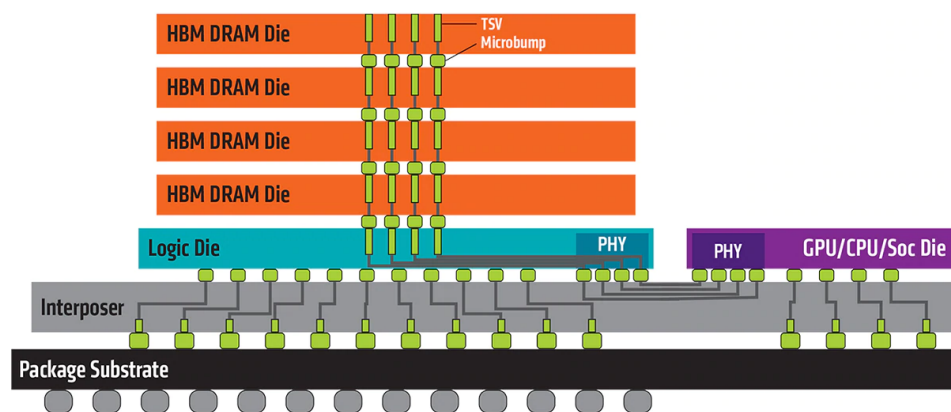 HBM DRAM Die
TSV
Microbump
HBM DRAM Die
HBM DRAM Die
HBM DRAM Die
Logic Die
PHY
PHY
GPU/CPU/Soc Die
Interposer
Package Substrate